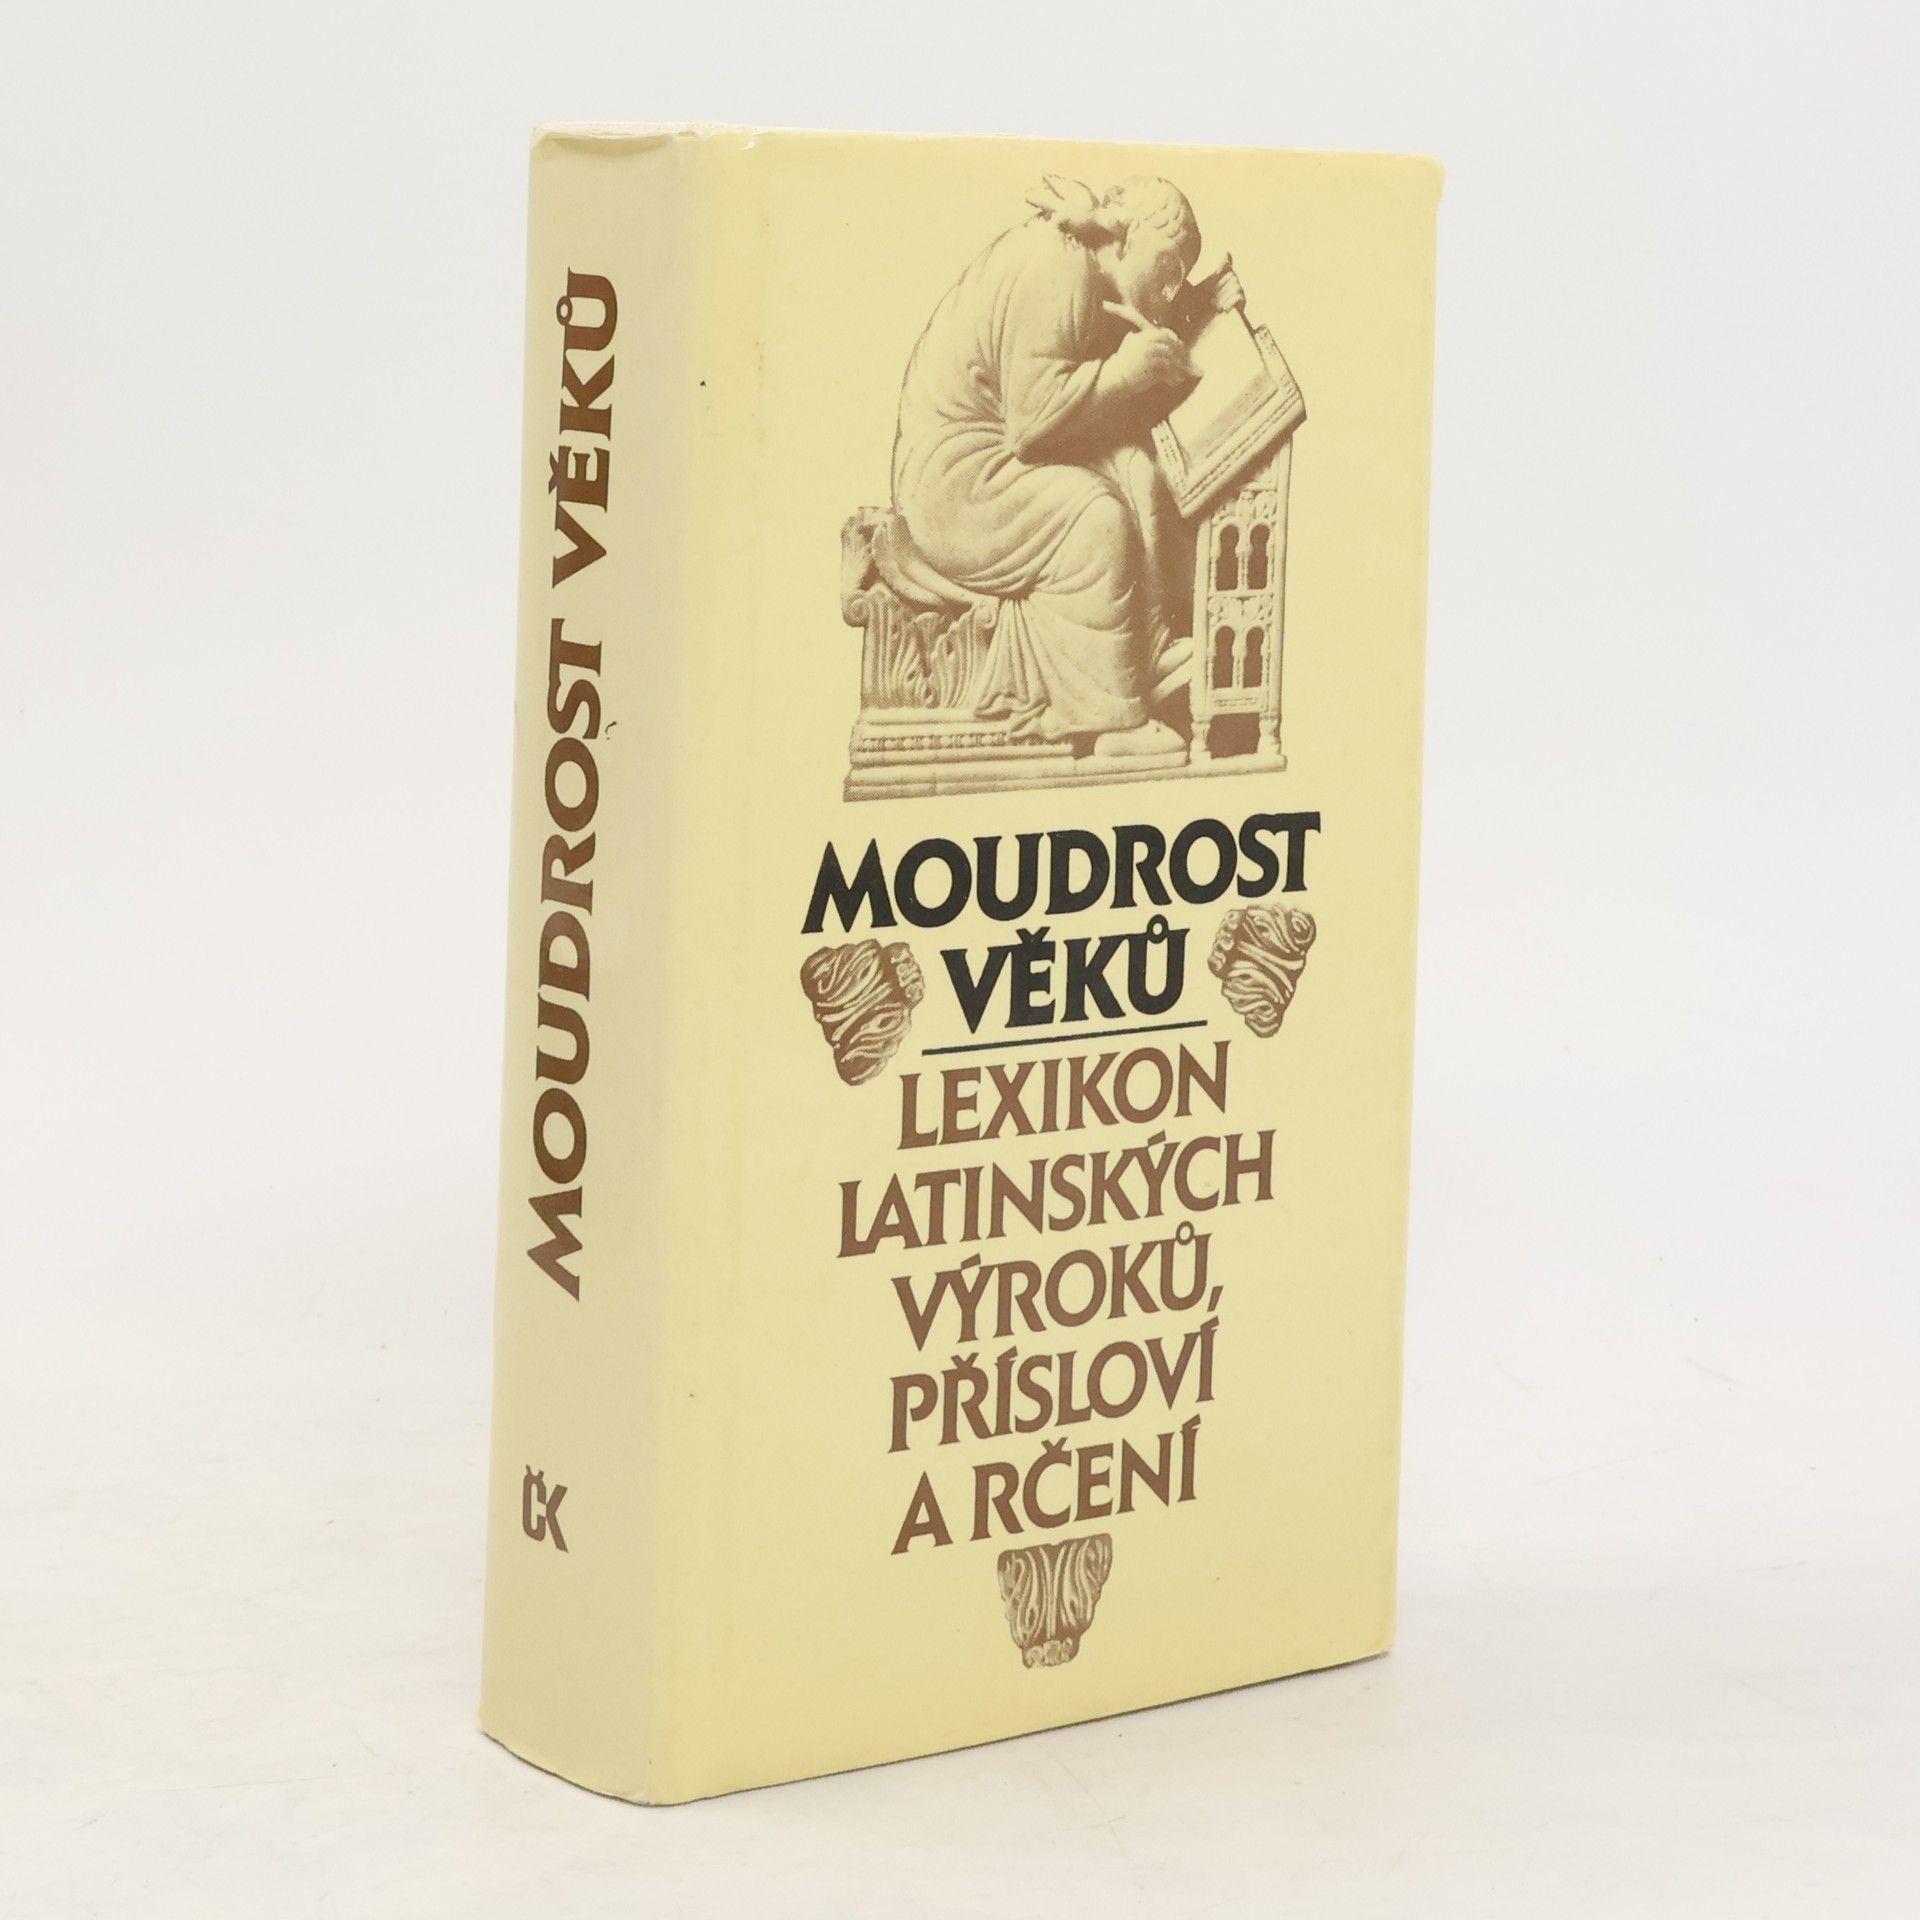 MOUDROST VĚKŮ
ČK
MOUDROST
VĚKŮ
LEXIKON
LATINSKÝCH
VÝROKŮ,
PŘÍSLOVÍ
A RČENÍ